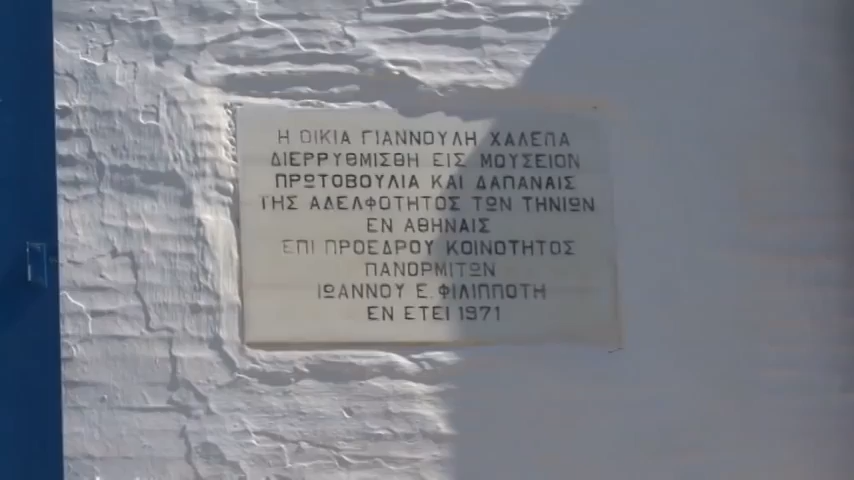 Η ΟΙΚΙΑ ΓΙΑΝΝΟΥΛΗ ΧΑΛΕΠΑ
ΔΙΕΡΡΥΘΜΙΣΘΗ ΕΙΣ ΜΟΥΣΕΙΟΝ
ΠΡΩΤΟΒΟΥΛΙΑ ΚΑΙ ΔΑΠΑΝΑΙΣ
ΤΗΣ ΑΔΕΛΦΟΤΗΤΟΣ ΤΩΝ ΤΗΝΙΩΝ
ΕΝ ΑΘΗΝΑΙΣ
ΕΠΙ ΠΡΟΕΔΡΟΥ ΚΟΙΝΟΤΗΤΟΣ
ΠΑΝΟΡΜΙΤΩΝ
ΙΩΑΝΝΟΥ Ε. ΦΙΛΙΠΠΟΤΗ
ΕΝ ΕΤΕΙ 1971